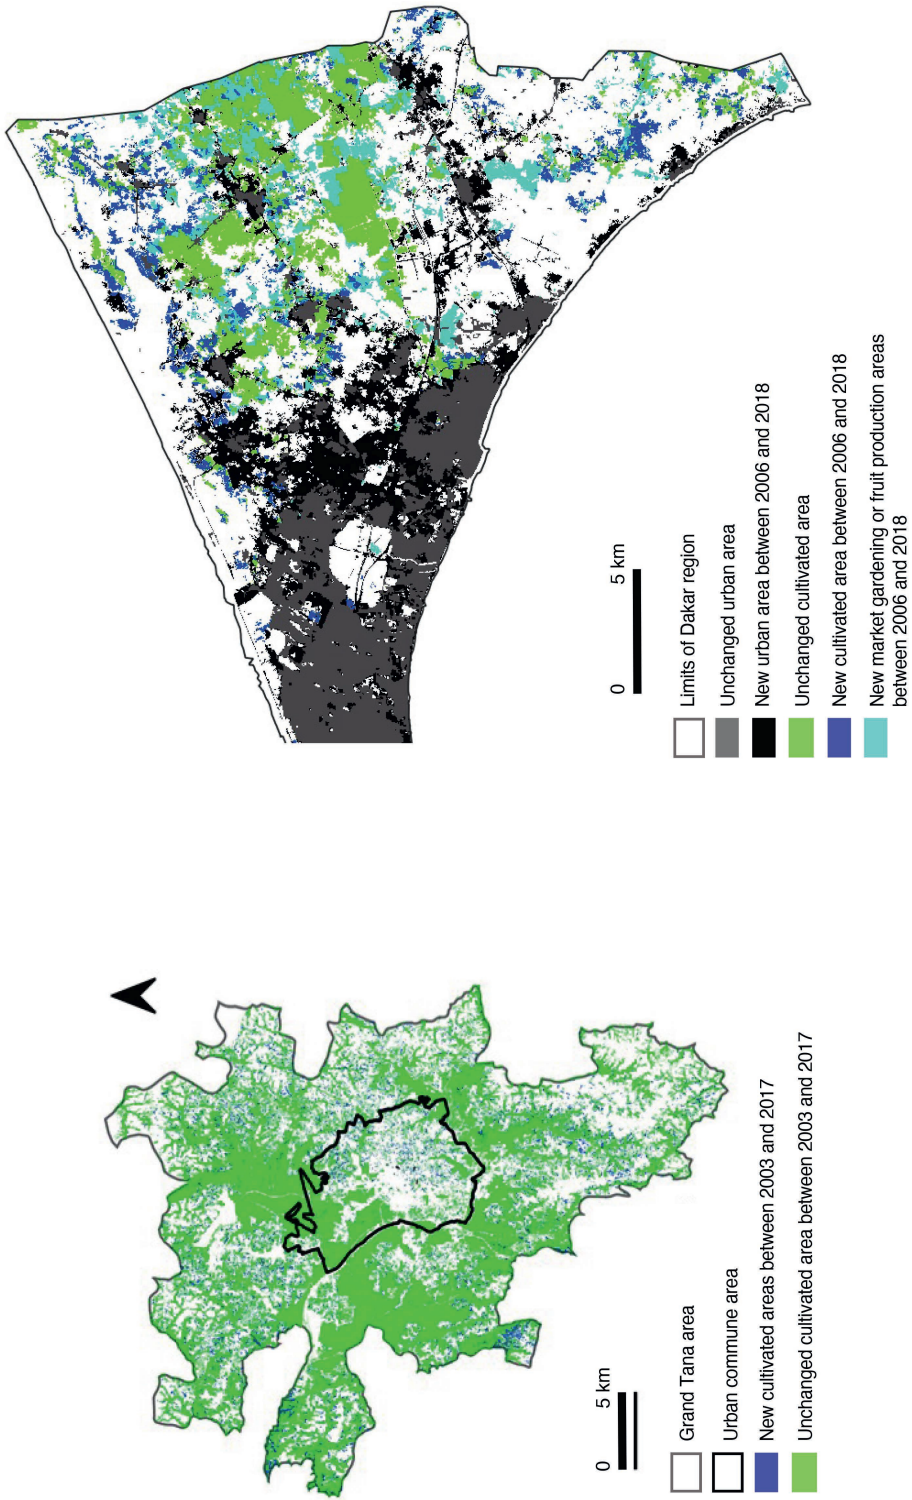 0 5 km
Grand Tana area
Urban commune area
New cultivated areas between 2003 and 2017
Unchanged cultivated area between 2003 and 2017
0 5 km
Limits of Dakar region
Unchanged urban area
New urban area between 2006 and 2018
Unchanged cultivated area
New cultivated area between 2006 and 2018
New market gardening or fruit production areas
between 2006 and 2018